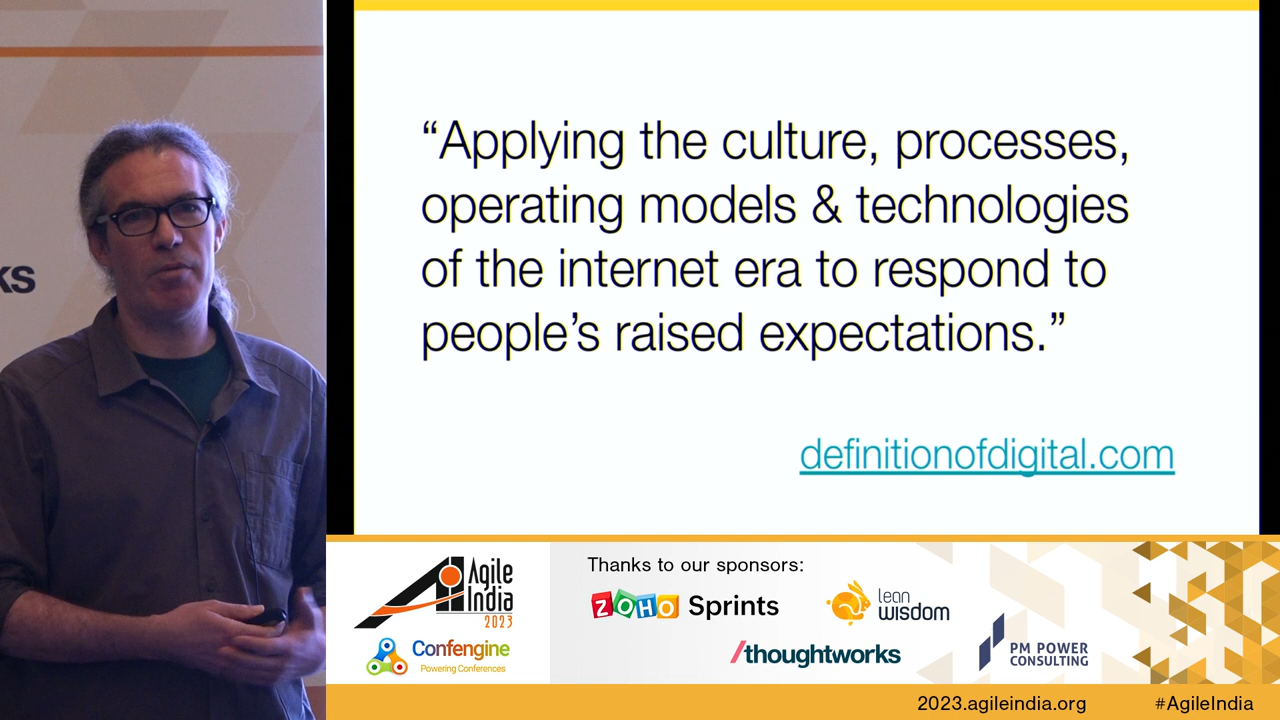 “Applying the culture, processes,
operating models & technologies
of the internet era to respond to
people’s raised expectations.”
definitionofdigital.com
ks
Agile
India
2023
Confengine
Powering Conferences
Thanks to our sponsors:
ZOHO Sprints
lean
wisdom
/thoughtworks
PM POWER
CONSULTING
2023.agileindia.org
#AgileIndia